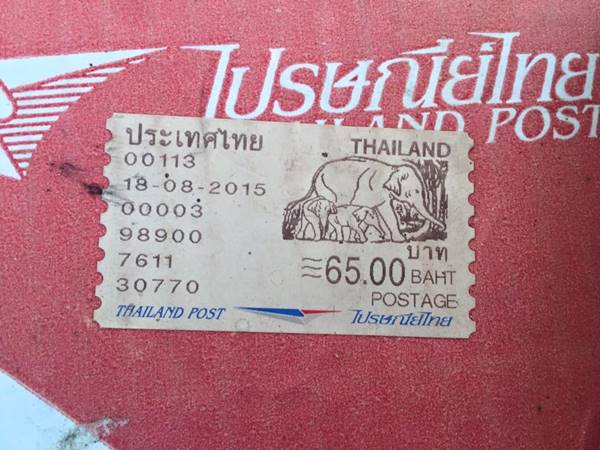 ไปรษณีย์ไทย
THAILAND POST
ประเทศไทย
00113
18-08-2015
00003
98900
7611
30770
THAILAND
บาท
65.00 BAHT
POSTAGE
THAILAND POST
ไปรษณีย์ไทย